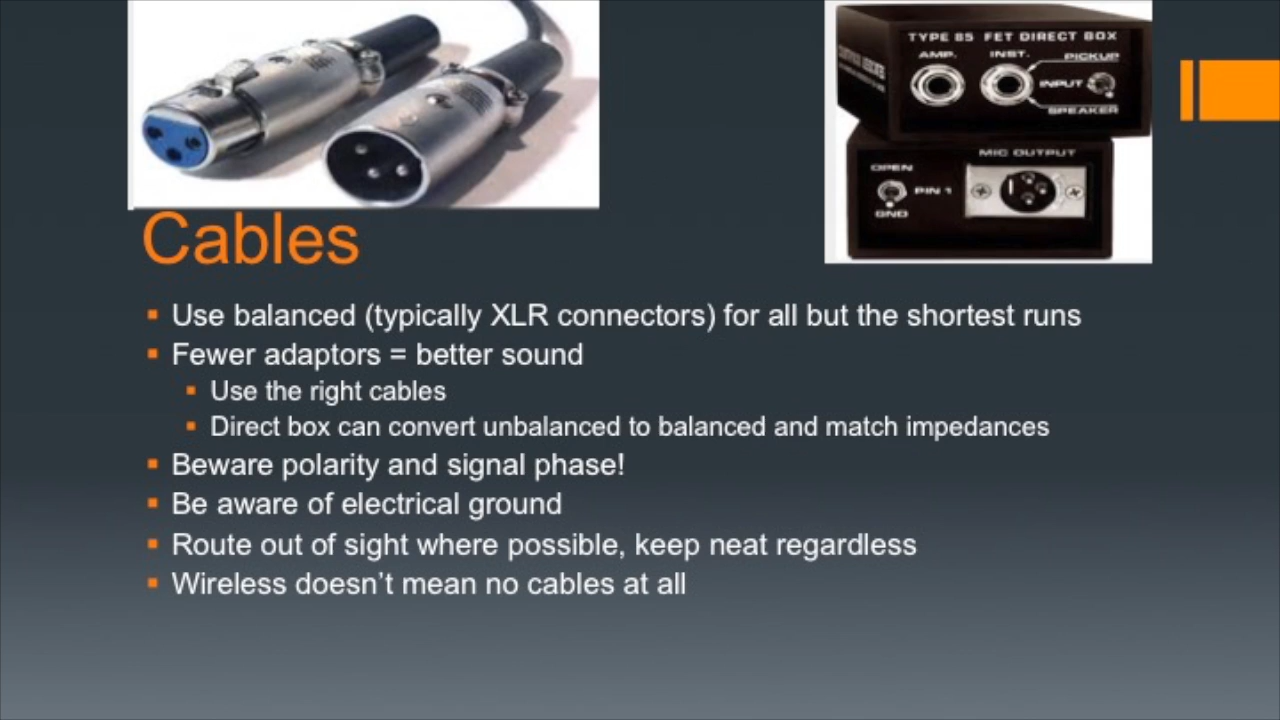 TYPE 85 FET DIRECT BOX
AMP. INST. PICKUP
INPUT
SPEAKER
MIC OUTPUT
OPEN
PIN 1
GND
Cables
Use balanced (typically XLR connectors) for all but the shortest runs
Fewer adaptors = better sound
Use the right cables
Direct box can convert unbalanced to balanced and match impedances
Beware polarity and signal phase!
Be aware of electrical ground
Route out of sight where possible, keep neat regardless
Wireless doesn’t mean no cables at all